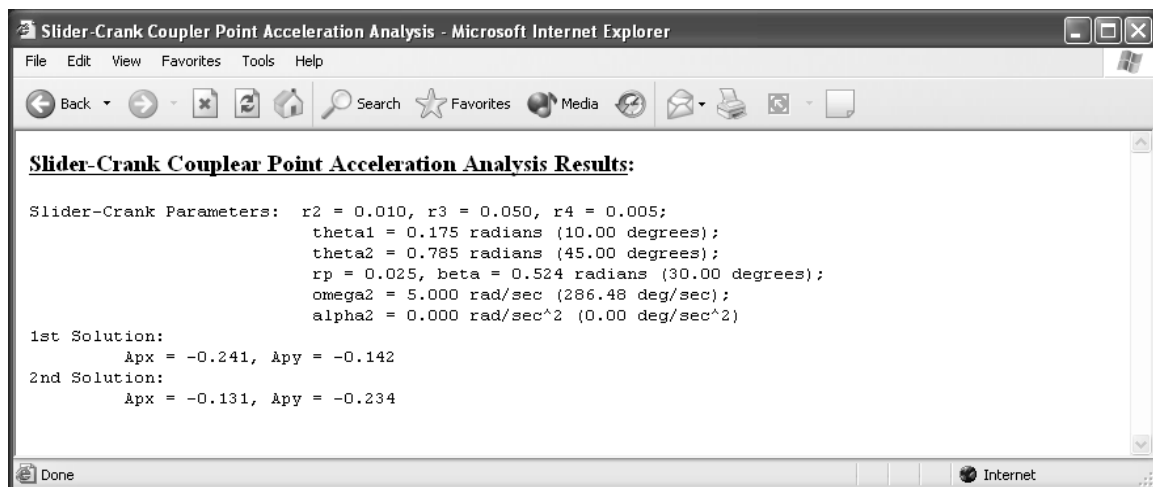 Slider-Crank Coupler Point Acceleration Analysis - Microsoft Internet Explorer
File Edit View Favorites Tools Help
Back Search Favorites Media
Slider-Crank Couplear Point Acceleration Analysis Results:
Slider-Crank Parameters: r2 = 0.010, r3 = 0.050, r4 = 0.005;
theta1 = 0.175 radians (10.00 degrees);
theta2 = 0.785 radians (45.00 degrees);
rp = 0.025, beta = 0.524 radians (30.00 degrees);
omega2 = 5.000 rad/sec (286.48 deg/sec);
alpha2 = 0.000 rad/sec^2 (0.00 deg/sec^2)
1st Solution:
Apx = -0.241, Apy = -0.142
2nd Solution:
Apx = -0.131, Apy = -0.234
Done Internet